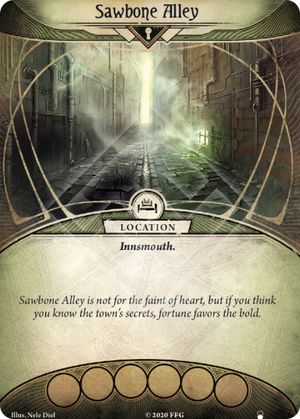 Sawbone Alley
LOCATION
Innsmouth.
Sawbone Alley is not for the faint of heart, but if you think
you know the town's secrets, fortune favors the bold.
Illus. Nele Diel
© 2020 FFG